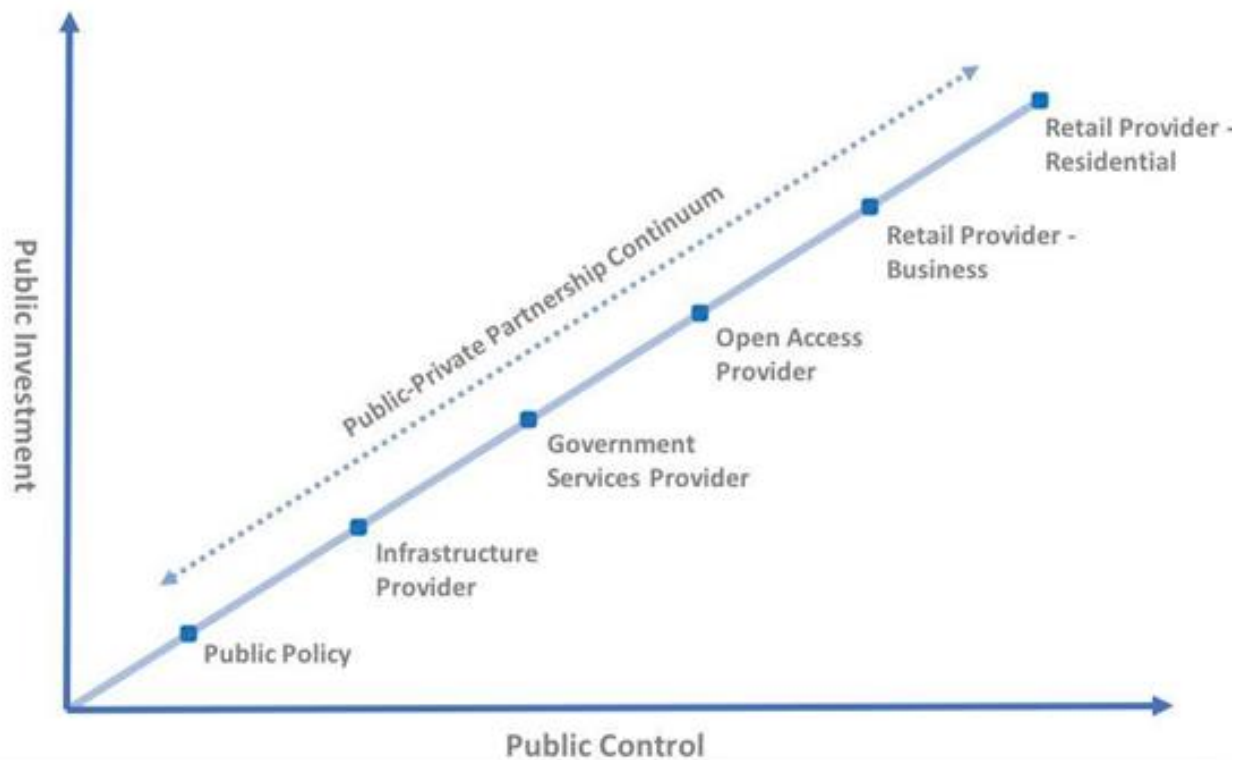 Retail Provider -
Residential
Retail Provider -
Business
Public-Private Partnership Continuum
Open Access
Provider
Government
Services Provider
Infrastructure
Provider
Public Policy
Public Investment
Public Control